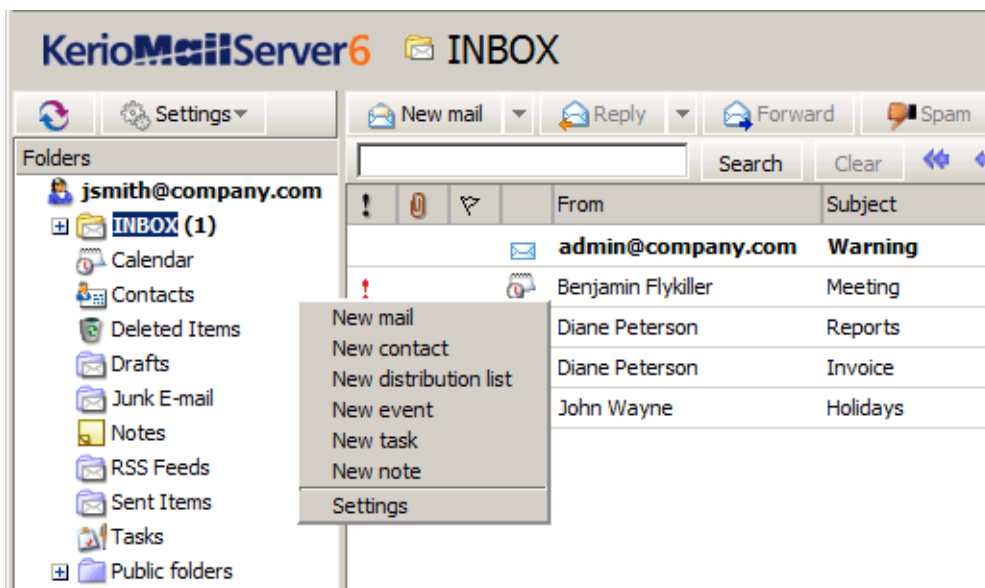 KerioMailServer6 INBOX
Settings New mail Reply Forward Spam
Folders
Search Clear
jsmith@company.com
! From Subject
INBOX (1)
admin@company.com Warning
Calendar
! Benjamin Flykiller Meeting
Contacts
New mail
Diane Peterson Reports
Deleted Items
New contact
Drafts
Diane Peterson Invoice
New distribution list
Junk E-mail
New event
John Wayne Holidays
Notes
New task
RSS Feeds
New note
Sent Items
Settings
Tasks
Public folders